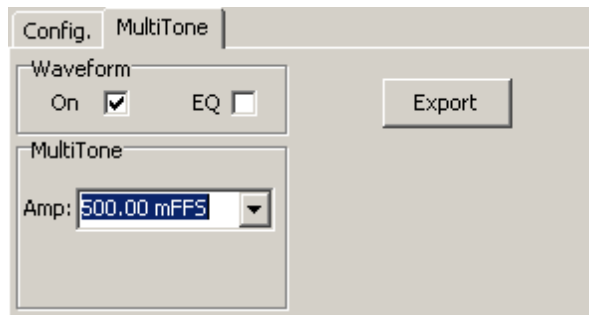 Config. MultiTone
Waveform
On EQ
Export
MultiTone
Amp: 500.00 mFFS